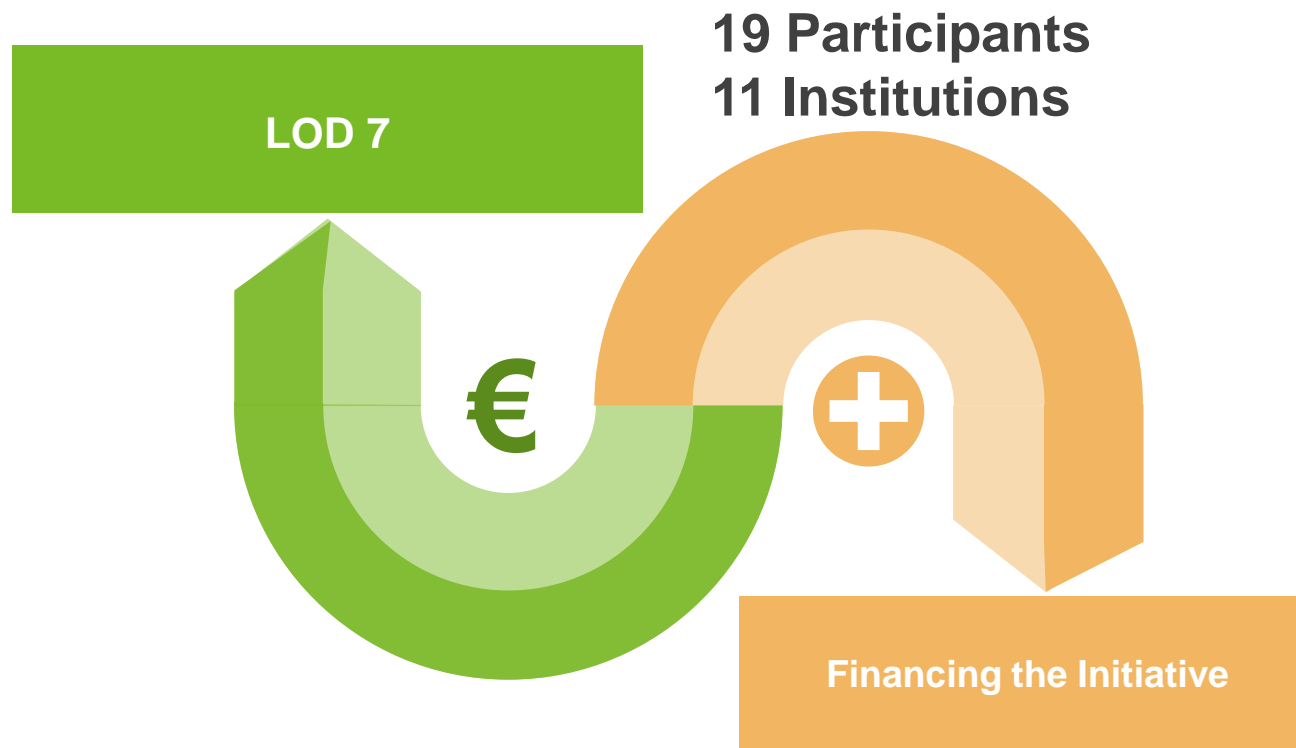 19 Participants
11 Institutions
LOD 7
€
Financing the Initiative